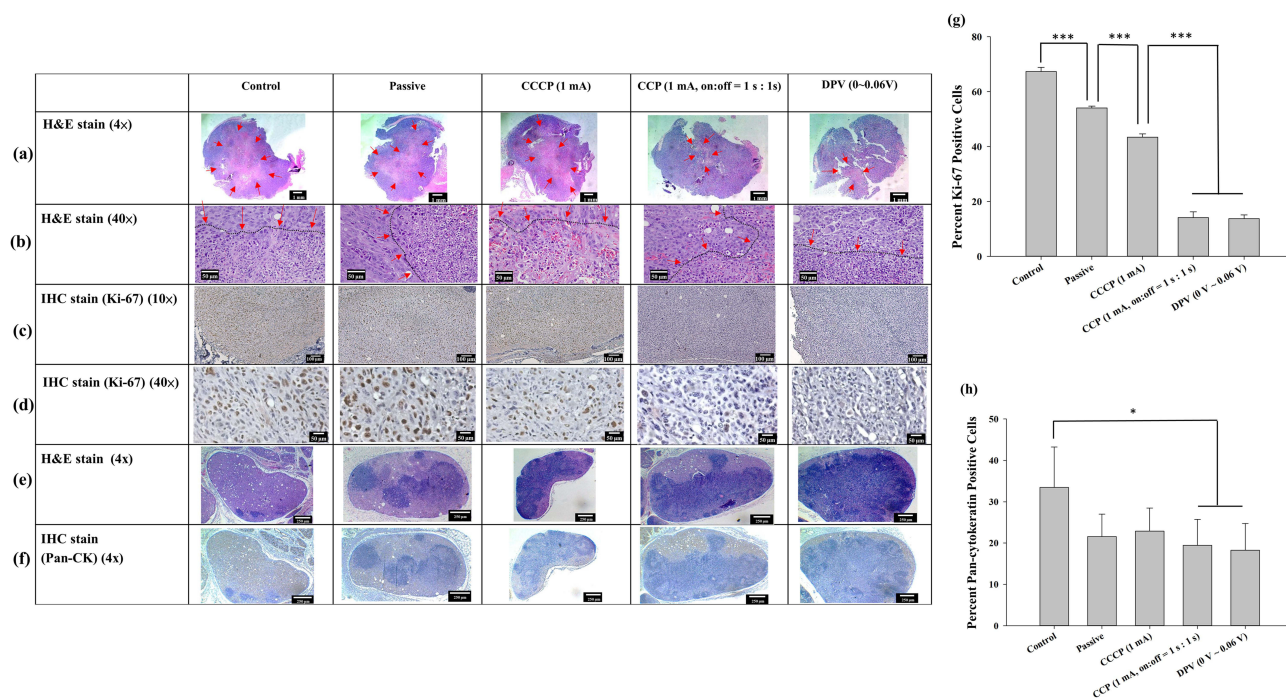 Control
Passive
CCCP (1 mA)
CCP (1 mA, on:off = 1 s : 1s)
DPV (0~0.06V)
(a)
H&E stain (4×)
1 mm
1 mm
1 mm
1 mm
1 mm
(b)
H&E stain (40×)
50 µm
50 µm
50 µm
50 µm
50 µm
(c)
IHC stain (Ki-67) (10×)
100 µm
100 µm
100 µm
100 µm
100 µm
(d)
IHC stain (Ki-67) (40×)
50 µm
50 µm
50 µm
50 µm
50 µm
(e)
H&E stain (4x)
250 µm
250 µm
250 µm
250 µm
250 µm
(f)
IHC stain
(Pan-CK) (4x)
250 µm
250 µm
250 µm
250 µm
250 µm
(g)
Percent Ki-67 Positive Cells
80
60
40
20
0
***
***
***
Control
Passive
CCCP (1 mA)
CCP (1 mA, on:off = 1 s : 1s)
DPV (0 V ~ 0.06 V)
(h)
Percent Pan-cytokeratin Positive Cells
50
40
30
20
10
0
*
Control
Passive
CCCP (1 mA)
CCP (1 mA, on:off = 1 s : 1 s)
DPV (0 V ~ 0.06 V)